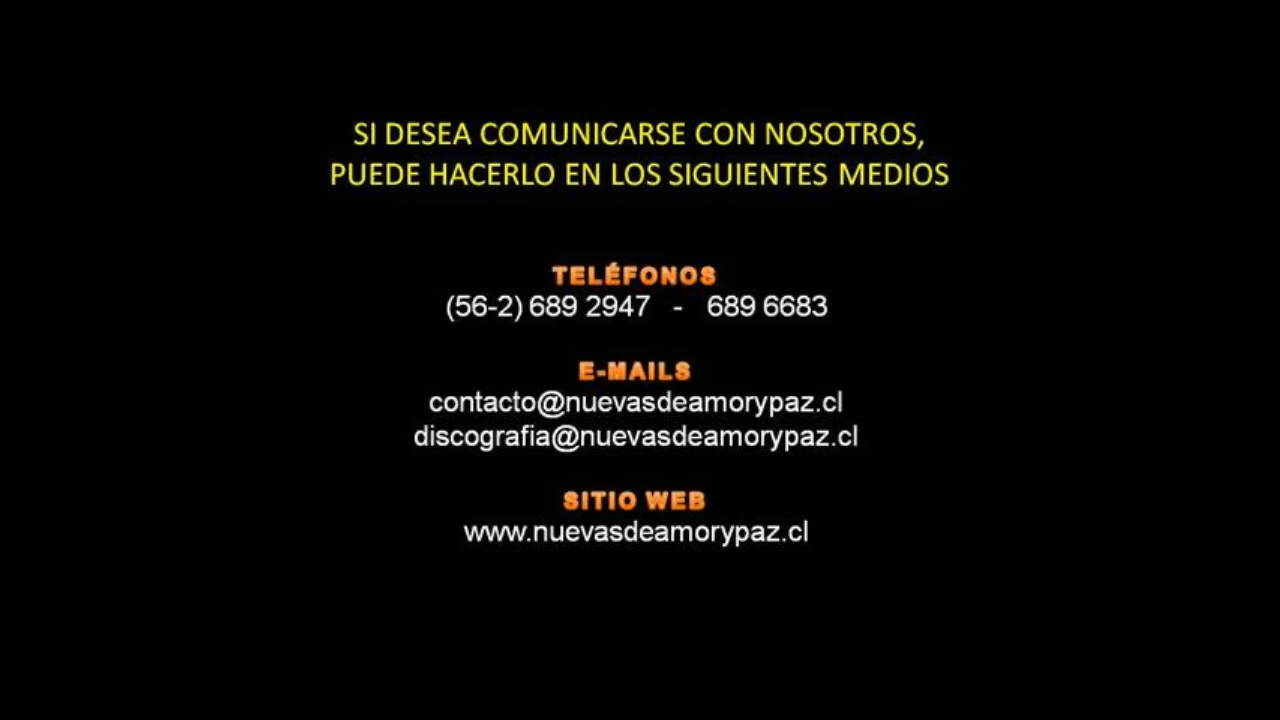 SI DESEA COMUNICARSE CON NOSOTROS,
PUEDE HACERLO EN LOS SIGUIENTES MEDIOS
TELÉFONOS
(56-2) 689 2947 - 689 6683
E-MAILS
contacto@nuevasdeamorypaz.cl
discografia@nuevasdeamorypaz.cl
SITIO WEB
www.nuevasdeamorypaz.cl